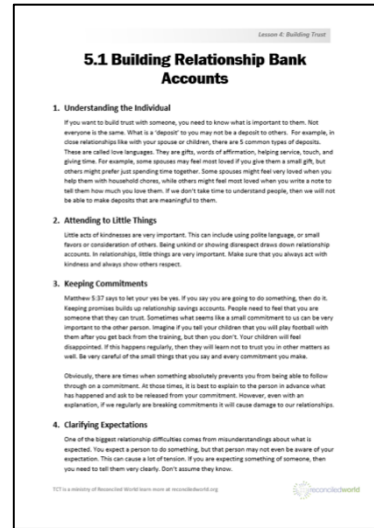 Lesson 4: Building Trust
5.1 Building Relationship Bank
Accounts
1. Understanding the Individual
If you want to build trust with someone, you need to know what is important to them. Not
everyone is the same. What is a 'deposit' to you may not be a deposit to others. For example, in
close relationships like with your spouse or children, there are 5 common types of deposits.
These are called love languages. They are gifts, words of affirmation, helping service, touch, and
giving time. For example, some spouses may feel most loved if you give them a small gift, but
others might prefer just spending time together. Some spouses might feel very loved when you
help them with household chores, while others might feel most loved when you write a note to
tell them how much you love them. If we don't take time to understand people, then we will not
be able to make deposits that are meaningful to them.
2. Attending to Little Things
Little acts of kindnesses are very important. This can include using polite language, or small
favors or consideration of others. Being unkind or showing disrespect draws down relationship
accounts. In relationships, little things are very important. Make sure that you always act with
kindness and always show others respect.
3. Keeping Commitments
Matthew 5:37 says to let your yes be yes. If you say you are going to do something, then do it.
Keeping promises builds up relationship savings accounts. People need to feel that you are
someone that they can trust. Sometimes what seems like a small commitment to us can be very
important to the other person. Imagine if you tell your children that you will play football with
them after you get back from the training, but then you don't. Your children will feel
disappointed. If this happens regularly, then they will learn not to trust you in other matters as
well. Be very careful of the small things that you say and every commitment you make.
Obviously, there are times when something absolutely prevents you from being able to follow
through on a commitment. At those times, it is best to explain to the person in advance what
has happened and ask to be released from your commitment. However, even with an
explanation, if we regularly are breaking commitments it will cause damage to our relationships.
4. Clarifying Expectations
One of the biggest relationship difficulties comes from misunderstandings about what is
expected. You expect a person to do something, but that person may not even be aware of your
expectation. This can cause a lot of tension. If you are expecting something of someone, then
you need to tell them very clearly. Don't assume they know.
TCT is a ministry of Reconciled World learn more at reconciledworld.org
reconciledworld